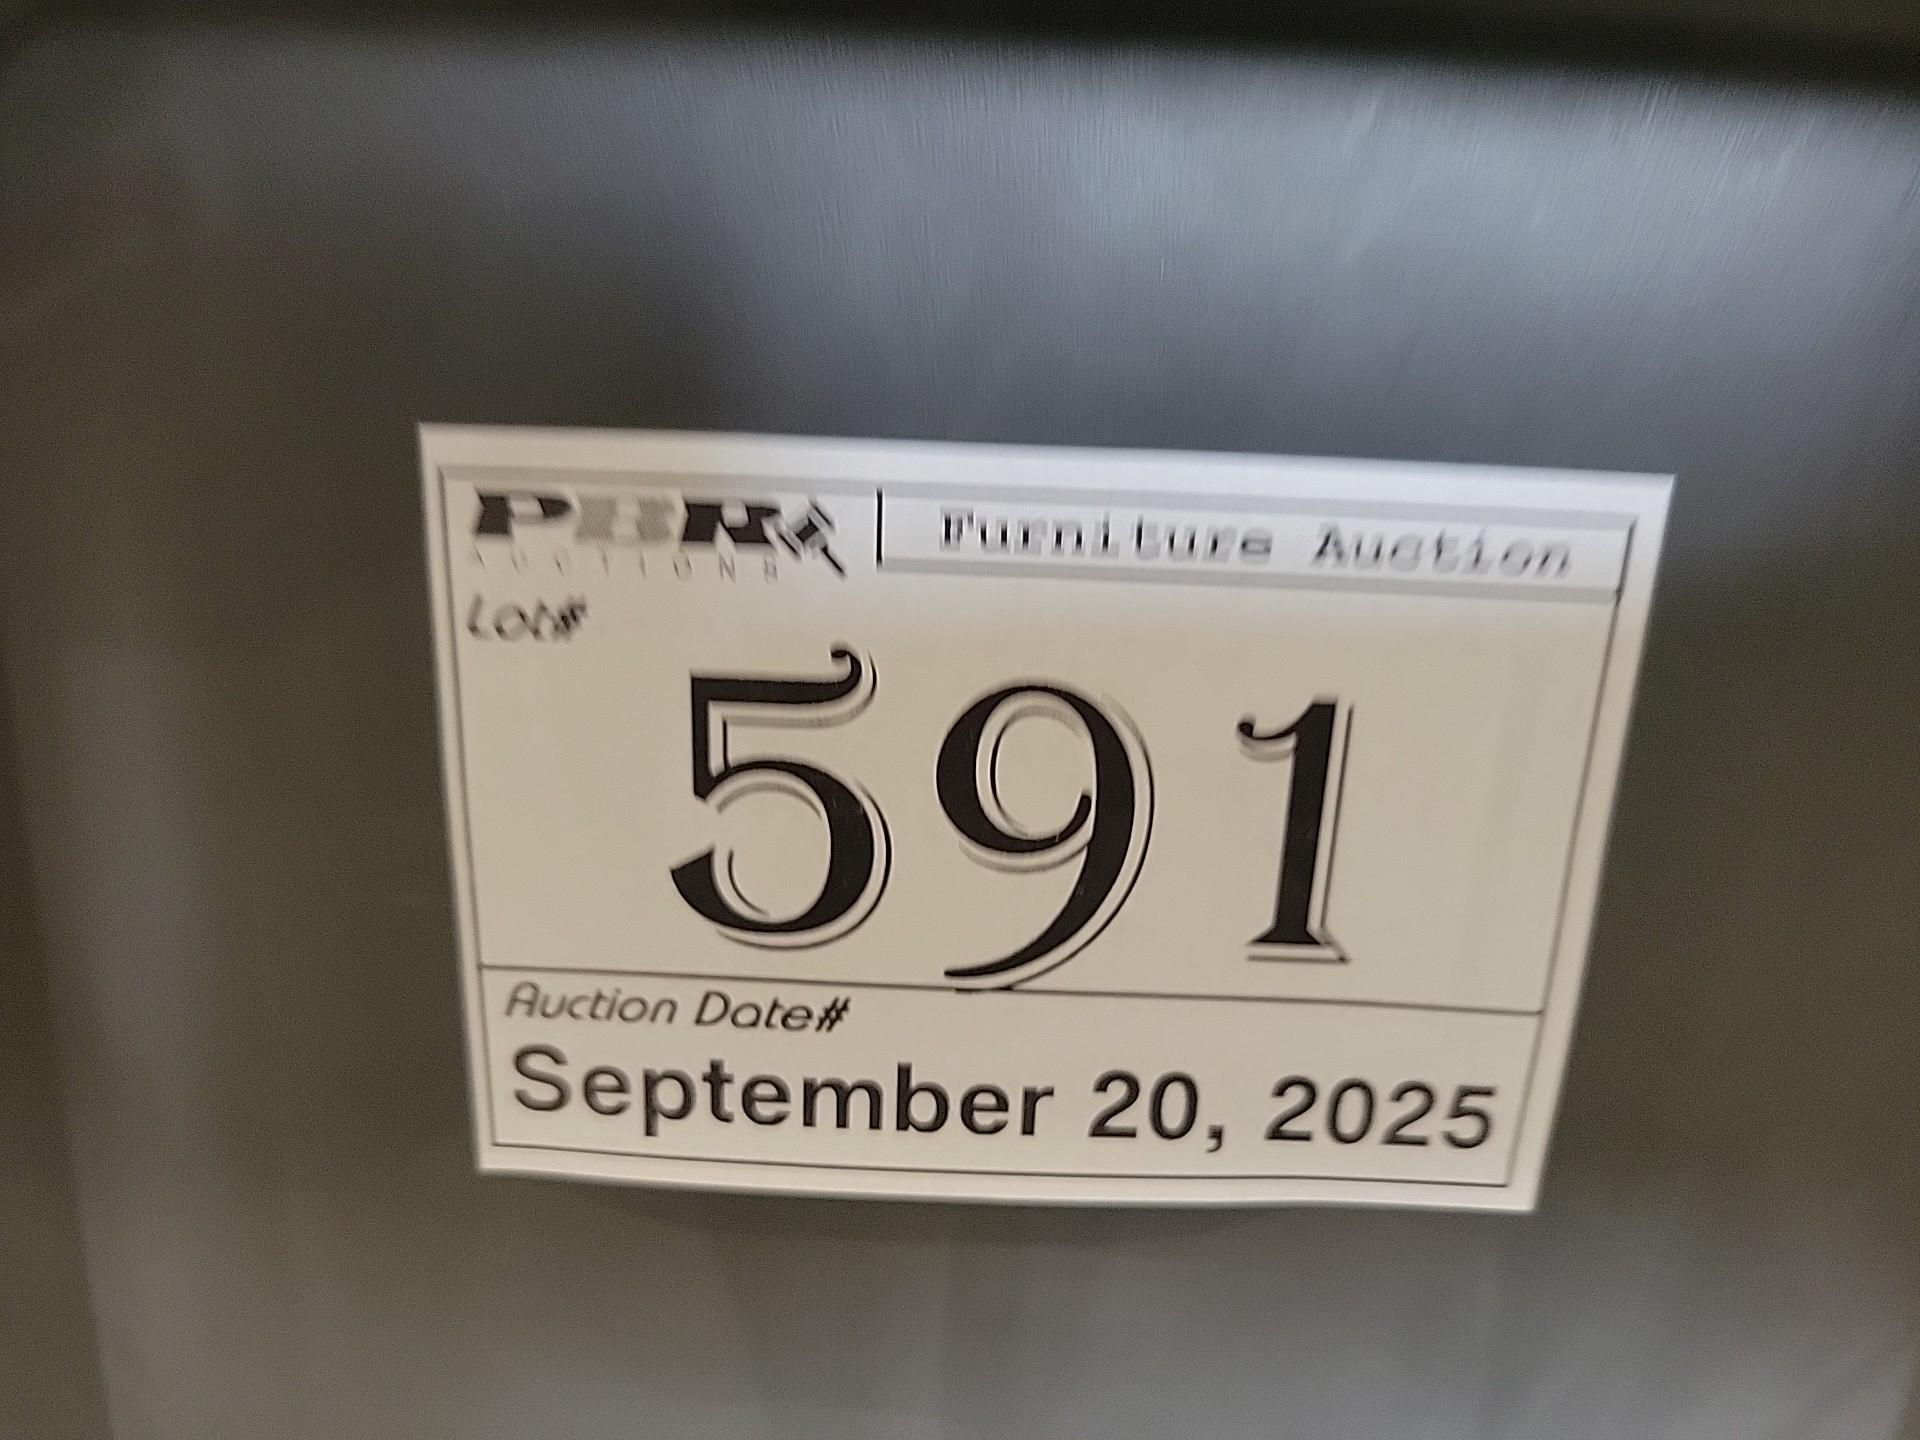 PBR
AUCTIONS
Furniture Auction
Lot#
591
Auction Date#
September 20, 2025